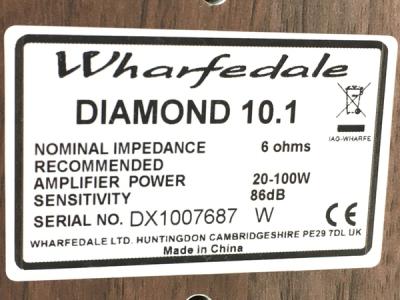 Wharfedale
DIAMOND 10.1
IAG-WHARFE
NOMINAL IMPEDANCE 6 ohms
RECOMMENDED
AMPLIFIER POWER 20-100W
SENSITIVITY 86dB
SERIAL NO. DX1007687 W CE
WHARFEDALE LTD. HUNTINGDON CAMBRIDGESHIRE PE29 7DL UK
Made in China